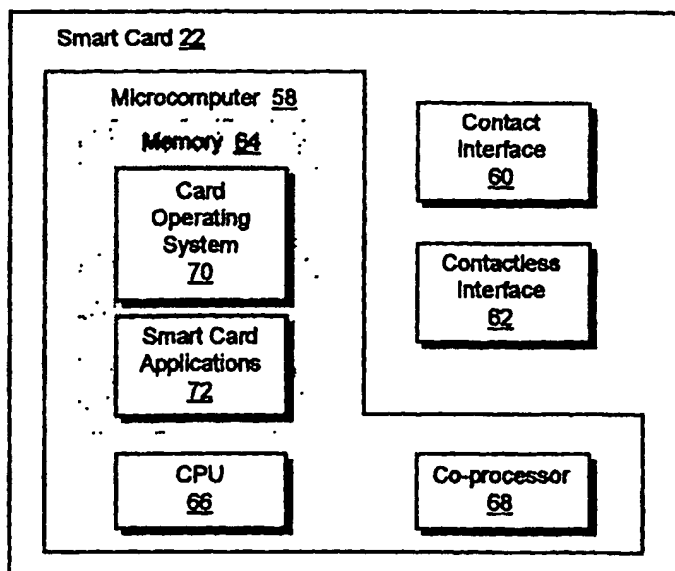 Smart Card 22
Microcomputer 58
Memory 64
Card
Operating
System
70
Smart Card
Applications
72
CPU
66
Contact
Interface
60
Contactless
Interface
62
Co-processor
68